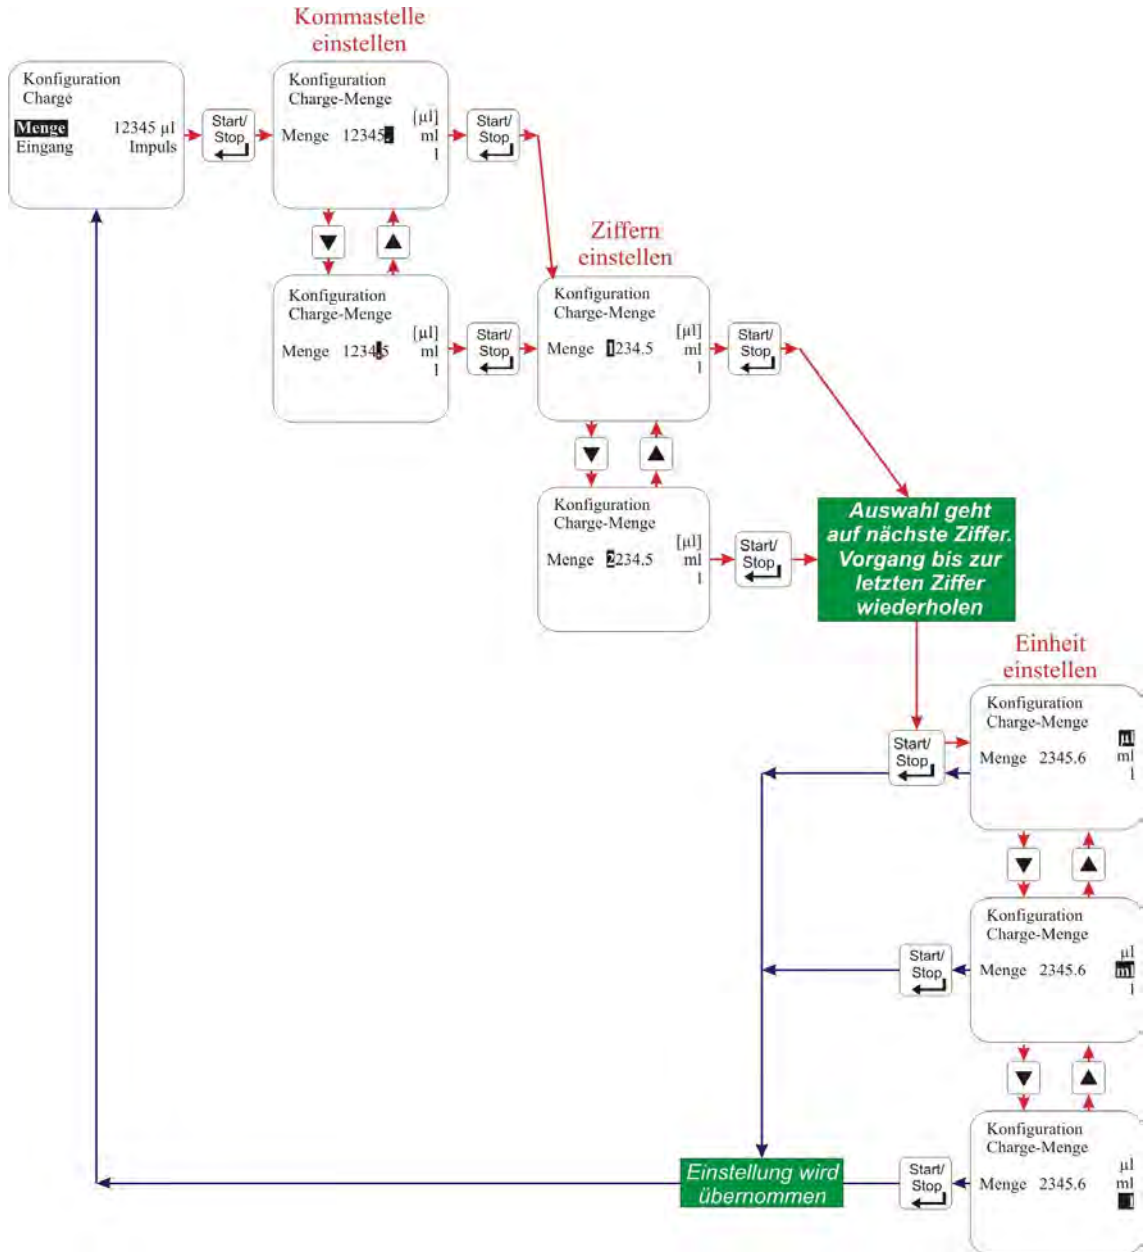 Kommastelle
einstellen
Konfiguration
Charge
Menge 12345 µl
Eingang Impuls
Start/
Stop
Konfiguration
Charge-Menge
[µl]
Menge 12345. ml
l
Start/
Stop
Konfiguration
Charge-Menge
[µl]
Menge 1234.5 ml
l
Start/
Stop
Ziffern
einstellen
Konfiguration
Charge-Menge
[µl]
Menge 1234.5 ml
l
Start/
Stop
Konfiguration
Charge-Menge
[µl]
Menge 2234.5 ml
l
Start/
Stop
Auswahl geht
auf nächste Ziffer.
Vorgang bis zur
letzten Ziffer
wiederholen
Einheit
einstellen
Start/
Stop
Konfiguration
Charge-Menge
µl
Menge 2345.6 ml
l
Start/
Stop
Konfiguration
Charge-Menge
µl
Menge 2345.6 ml
l
Einstellung wird
übernommen
Start/
Stop
Konfiguration
Charge-Menge
µl
Menge 2345.6 ml
l